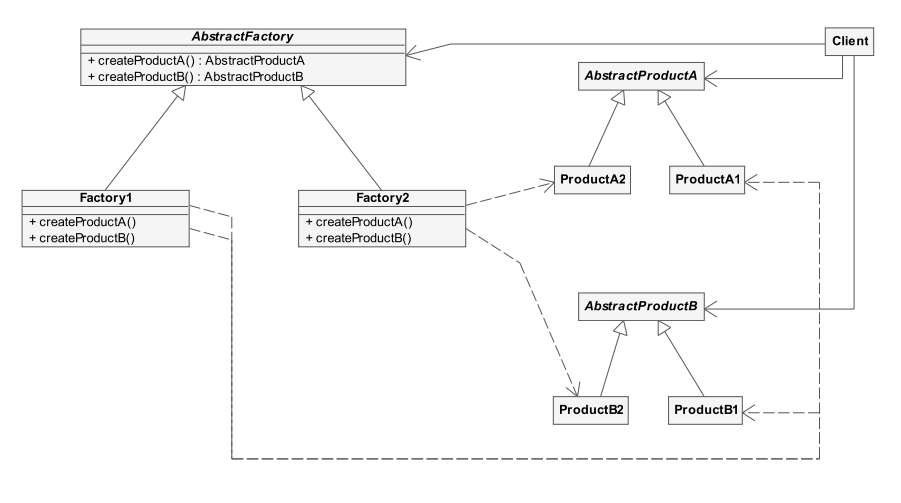 AbstractFactory
+ createProductA() : AbstractProductA
+ createProductB() : AbstractProductB
Client
AbstractProductA
ProductA2
ProductA1
Factory1
+ createProductA()
+ createProductB()
Factory2
+ createProductA()
+ createProductB()
AbstractProductB
ProductB2
ProductB1